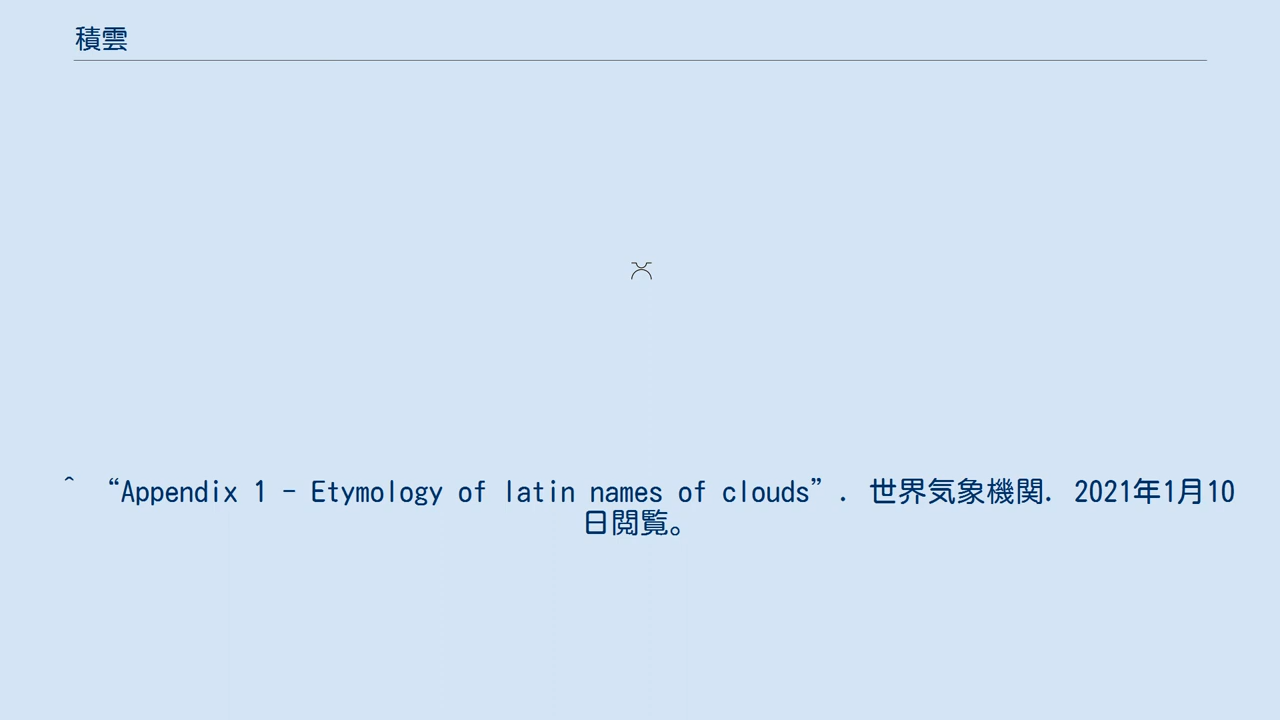 積雲
^ “Appendix 1 - Etymology of latin names of clouds”. 世界気象機関. 2021年1月10
日閲覧。